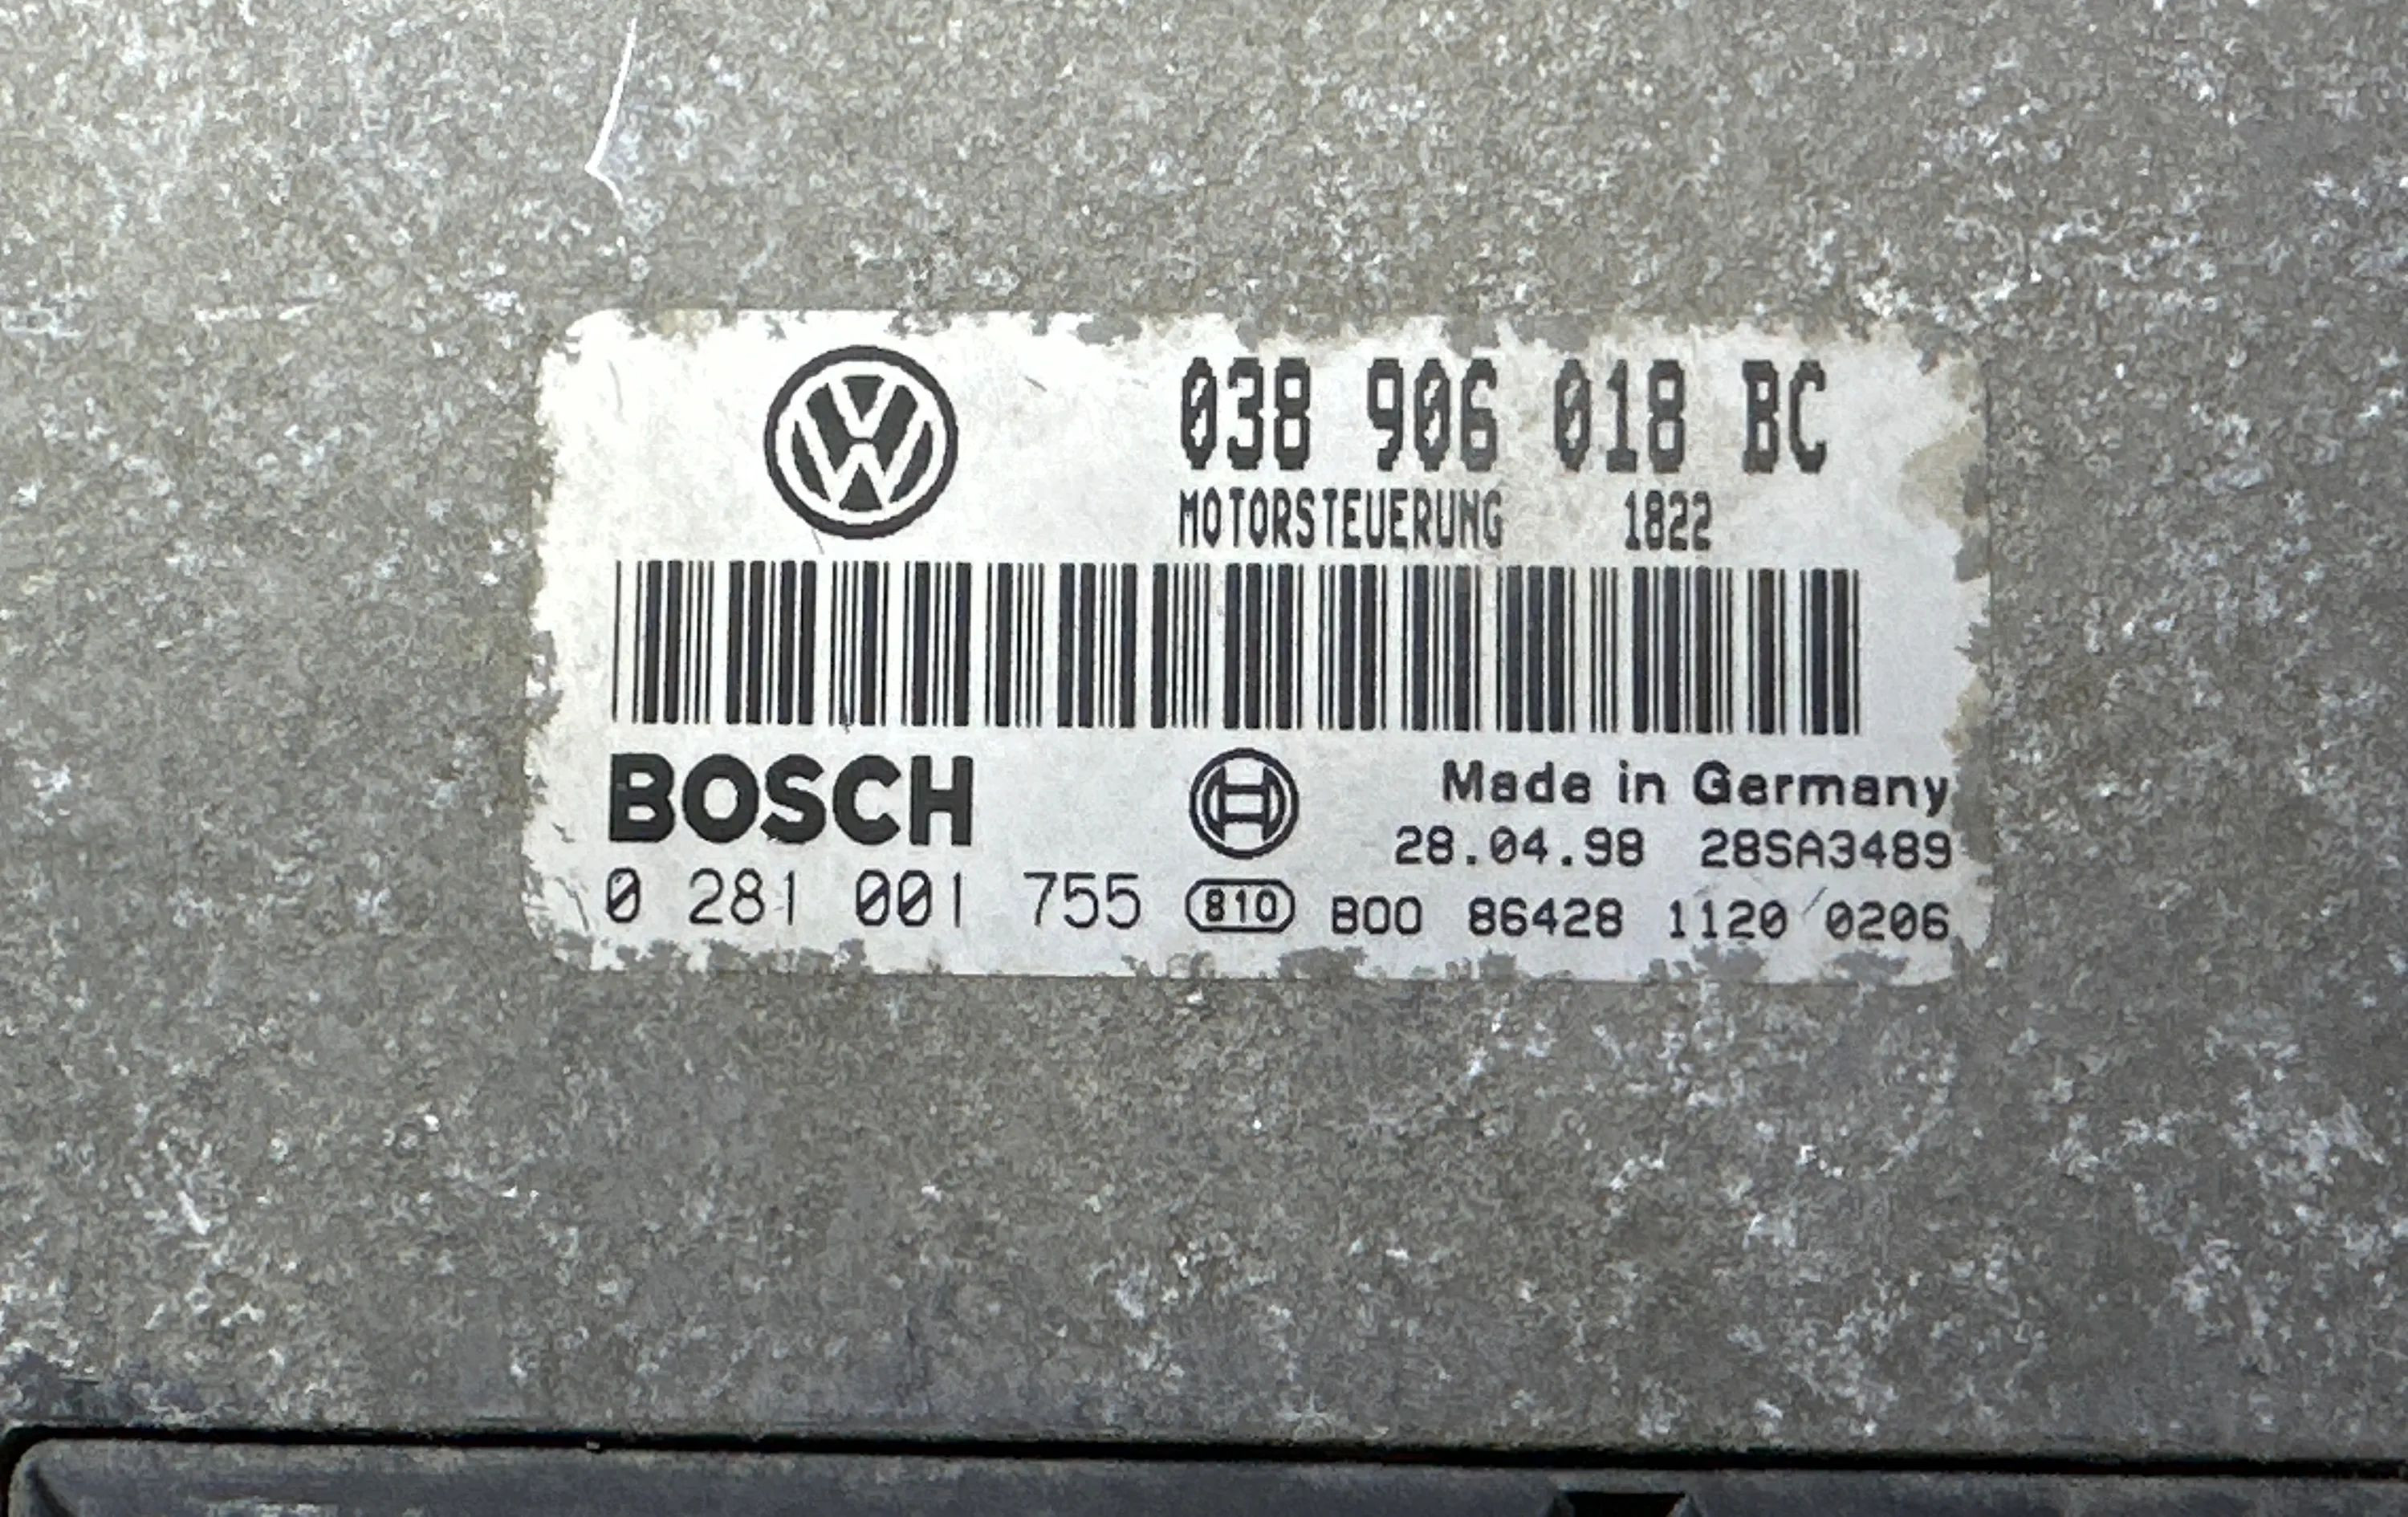 038 906 018 BC
MOTORSTEUERUNG 1822
BOSCH
Made in Germany
28.04.98 28SA3489
0 281 001 755 810 B00 86428 1120 0206